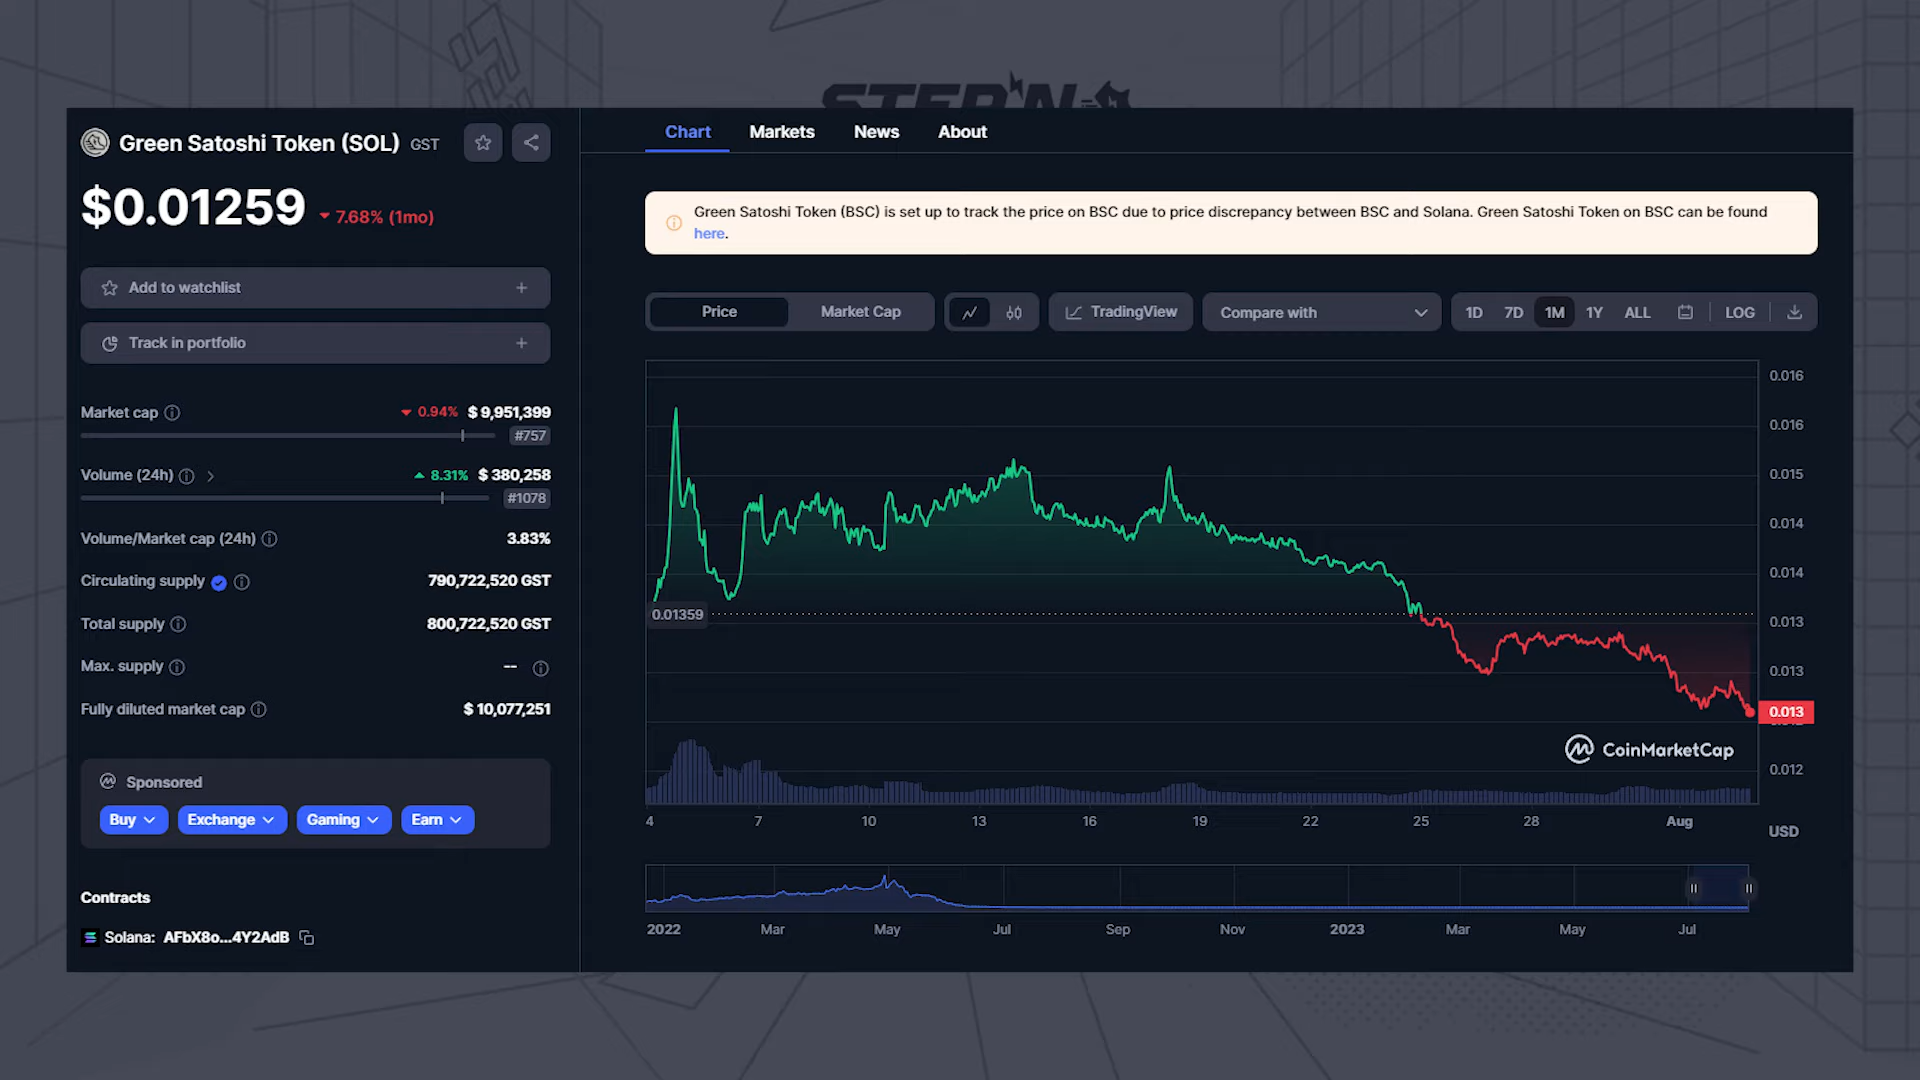 STEPN
Green Satoshi Token (SOL) GST
$0.01259 7.68% (1mo)
Add to watchlist +
Track in portfolio +
Market cap 0.94% $ 9,951,399
#757
Volume (24h) 8.31% $ 380,258
#1078
Volume/Market cap (24h) 3.83%
Circulating supply 790,722,520 GST
Total supply 800,722,520 GST
Max. supply --
Fully diluted market cap $ 10,077,251
Sponsored
Buy Exchange Gaming Earn
Contracts
Solana: AFbX8o...4Y2AdB
Chart Markets News About
Green Satoshi Token (BSC) is set up to track the price on BSC due to price discrepancy between BSC and Solana. Green Satoshi Token on BSC can be found
here.
Price Market Cap TradingView Compare with 1D 7D 1M 1Y ALL LOG
0.016
0.016
0.015
0.014
0.014
0.01359
0.013
0.013
0.013
CoinMarketCap
0.012
4 7 10 13 16 19 22 25 28 Aug
USD
2022 Mar May Jul Sep Nov 2023 Mar May Jul